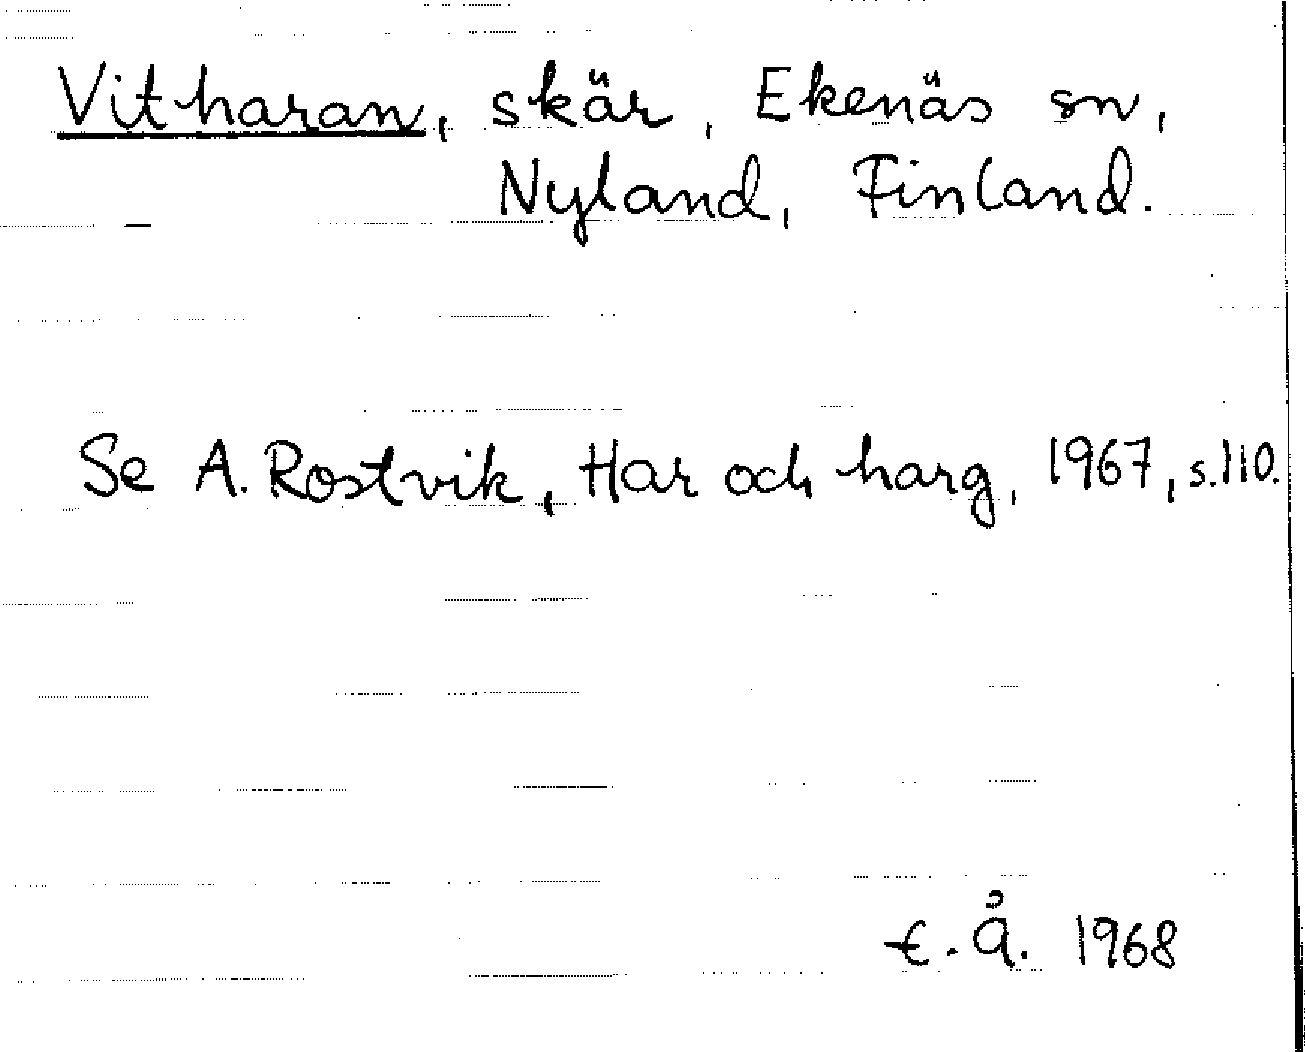 Vitharan, skär, Ekenäs sn,
Nyland, Finland.
Se A. Rostvik, Har och harg, 1967, s. 110.
E. Å. 1968